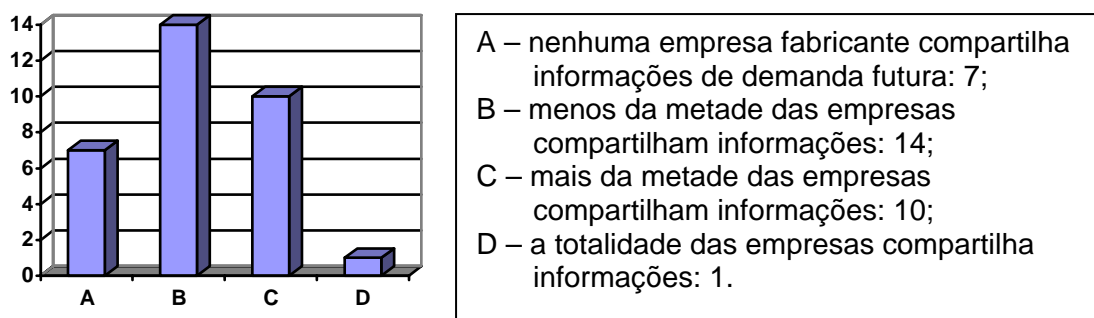 14
12
10
8
6
4
2
0
A B C D
A – nenhuma empresa fabricante compartilha
informações de demanda futura: 7;
B – menos da metade das empresas
compartilham informações: 14;
C – mais da metade das empresas
compartilham informações: 10;
D – a totalidade das empresas compartilha
informações: 1.